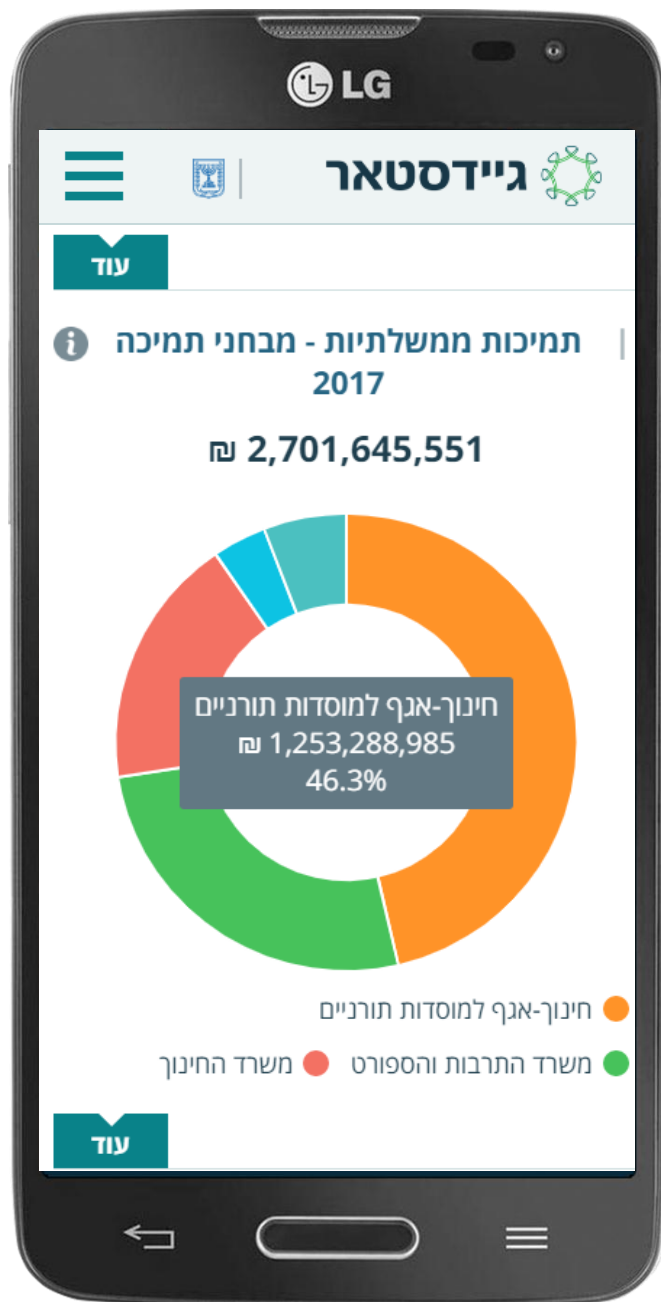 LG
גיידסטאר
עוד
תמיכות ממשלתיות - מבחני תמיכה
2017
2,701,645,551 ₪
חינוך-אגף למוסדות תורניים
1,253,288,985 ₪
46.3%
חינוך-אגף למוסדות תורניים
משרד התרבות והספורט משרד החינוך
עוד